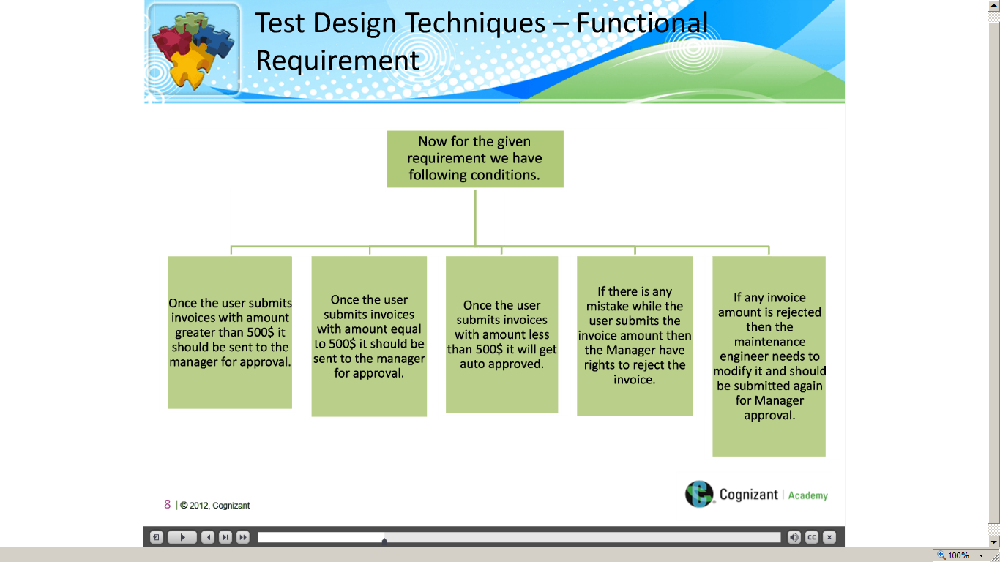 Test Design Techniques – Functional
Requirement
Now for the given
requirement we have
following conditions.
Once the user submits
invoices with amount
greater than 500$ it
should be sent to the
manager for approval.
Once the user
submits invoices
with amount equal
to 500$ it should be
sent to the manager
for approval.
Once the user
submits invoices
with amount less
than 500$ it will get
auto approved.
If there is any
mistake while the
user submits the
invoice amount then
the Manager have
rights to reject the
invoice.
If any invoice
amount is rejected
then the
maintenance
engineer needs to
modify it and should
be submitted again
for Manager
approval.
8 | © 2012, Cognizant
Cognizant | Academy
CC
100%